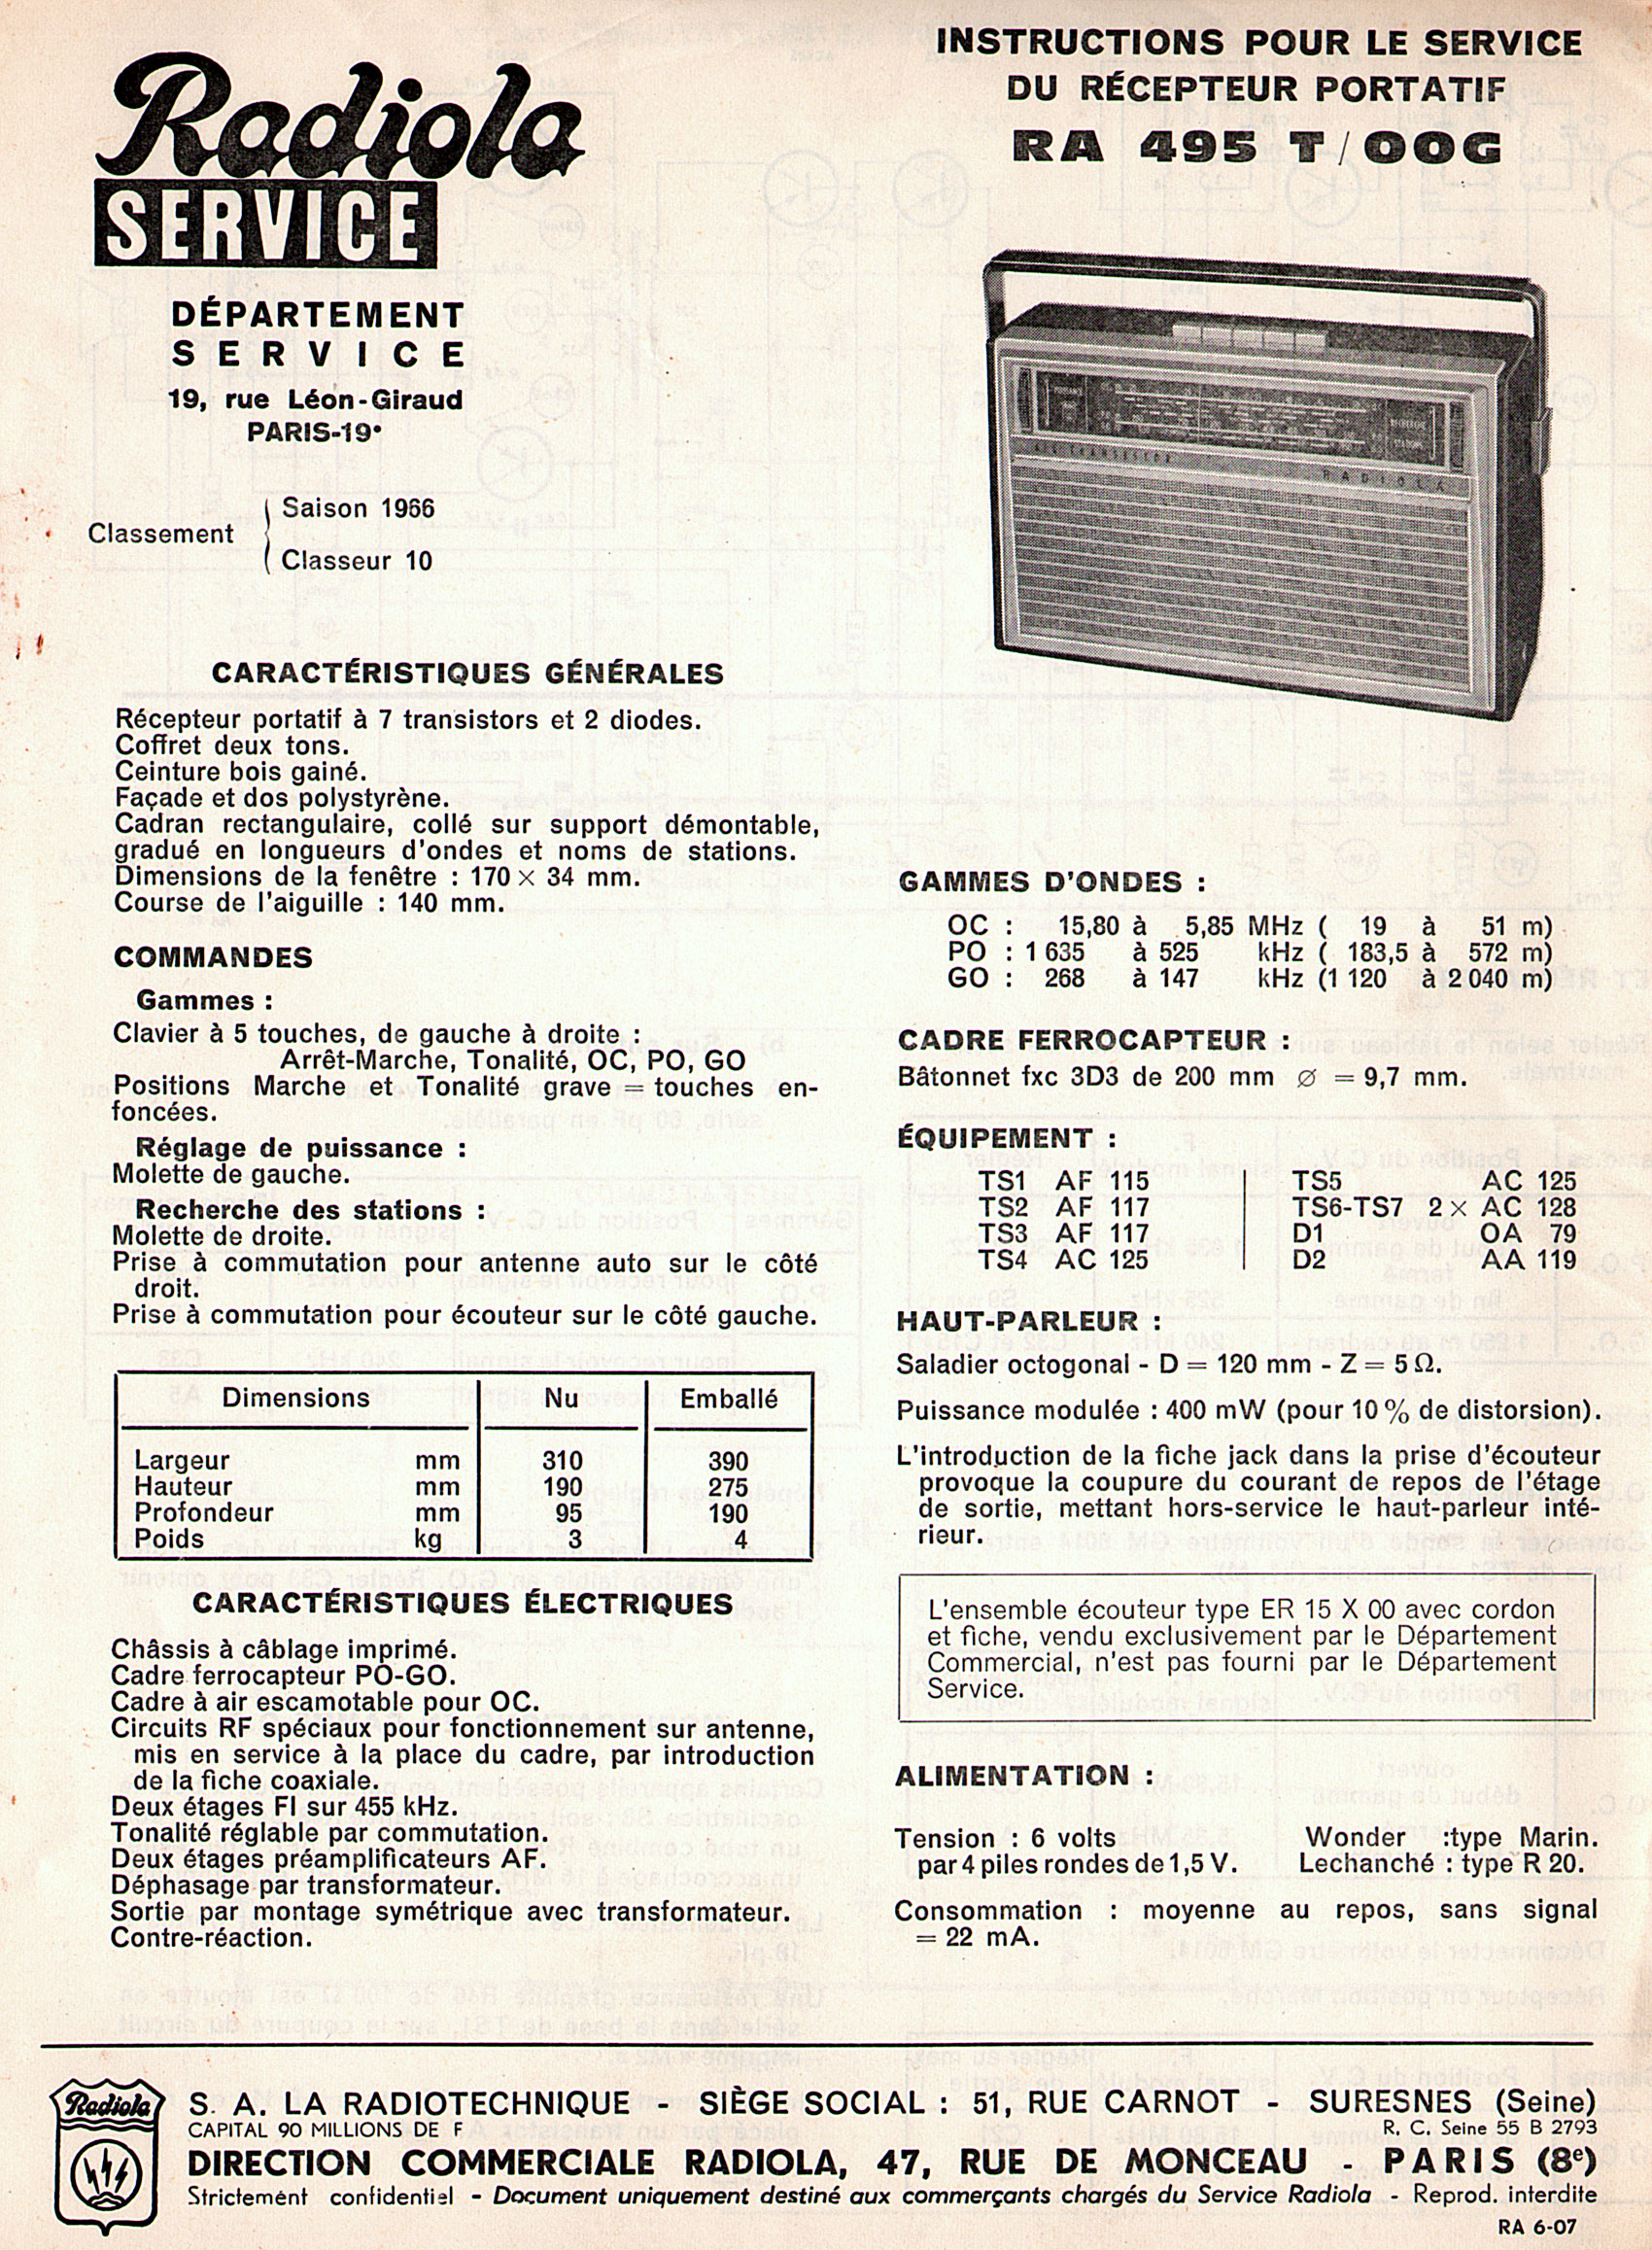 Radiola
SERVICE
INSTRUCTIONS POUR LE SERVICE
DU RÉCEPTEUR PORTATIF
RA 495 T/00G
DÉPARTEMENT
SERVICE
19, rue Léon-Giraud
PARIS-19e
Classement
Saison 1966
Classeur 10
ALL TRANSISTOR
RADIOLA
CARACTÉRISTIQUES GÉNÉRALES
Récepteur portatif à 7 transistors et 2 diodes.
Coffret deux tons.
Ceinture bois gainé.
Façade et dos polystyrène.
Cadran rectangulaire, collé sur support démontable,
gradué en longueurs d'ondes et noms de stations.
Dimensions de la fenêtre : 170 × 34 mm.
Course de l'aiguille : 140 mm.
COMMANDES
Gammes :
Clavier à 5 touches, de gauche à droite :
Arrêt-Marche, Tonalité, OC, PO, GO
Positions Marche et Tonalité grave = touches en-
foncées.
Réglage de puissance :
Molette de gauche.
Recherche des stations :
Molette de droite.
Prise à commutation pour antenne auto sur le côté
droit.
Prise à commutation pour écouteur sur le côté gauche.
Dimensions Nu Emballé
Largeur mm 310 390
Hauteur mm 190 275
Profondeur mm 95 190
Poids kg 3 4
CARACTÉRISTIQUES ÉLECTRIQUES
Châssis à câblage imprimé.
Cadre ferrocapteur PO-GO.
Cadre à air escamotable pour OC.
Circuits RF spéciaux pour fonctionnement sur antenne,
mis en service à la place du cadre, par introduction
de la fiche coaxiale.
Deux étages FI sur 455 kHz.
Tonalité réglable par commutation.
Deux étages préamplificateurs AF.
Déphasage par transformateur.
Sortie par montage symétrique avec transformateur.
Contre-réaction.
GAMMES D'ONDES :
OC : 15,80 à 5,85 MHz ( 19 à 51 m)
PO : 1 635 à 525 kHz ( 183,5 à 572 m)
GO : 268 à 147 kHz (1 120 à 2 040 m)
CADRE FERROCAPTEUR :
Bâtonnet fxc 3D3 de 200 mm ∅ = 9,7 mm.
ÉQUIPEMENT :
TS1 AF 115 TS5 AC 125
TS2 AF 117 TS6-TS7 2 × AC 128
TS3 AF 117 D1 OA 79
TS4 AC 125 D2 AA 119
HAUT-PARLEUR :
Saladier octogonal - D = 120 mm - Z = 5 Ω.
Puissance modulée : 400 mW (pour 10 % de distorsion).
L'introduction de la fiche jack dans la prise d'écouteur
provoque la coupure du courant de repos de l'étage
de sortie, mettant hors-service le haut-parleur inté-
rieur.
L'ensemble écouteur type ER 15 X 00 avec cordon
et fiche, vendu exclusivement par le Département
Commercial, n'est pas fourni par le Département
Service.
ALIMENTATION :
Tension : 6 volts Wonder :type Marin.
par 4 piles rondes de 1,5 V. Lechanché : type R 20.
Consommation : moyenne au repos, sans signal
= 22 mA.
Radiola
S. A. LA RADIOTECHNIQUE - SIÈGE SOCIAL : 51, RUE CARNOT - SURESNES (Seine)
CAPITAL 90 MILLIONS DE F R. C. Seine 55 B 2793
DIRECTION COMMERCIALE RADIOLA, 47, RUE DE MONCEAU - PARIS (8e)
Strictement confidentiel - Document uniquement destiné aux commerçants chargés du Service Radiola - Reprod. interdite
RA 6-07